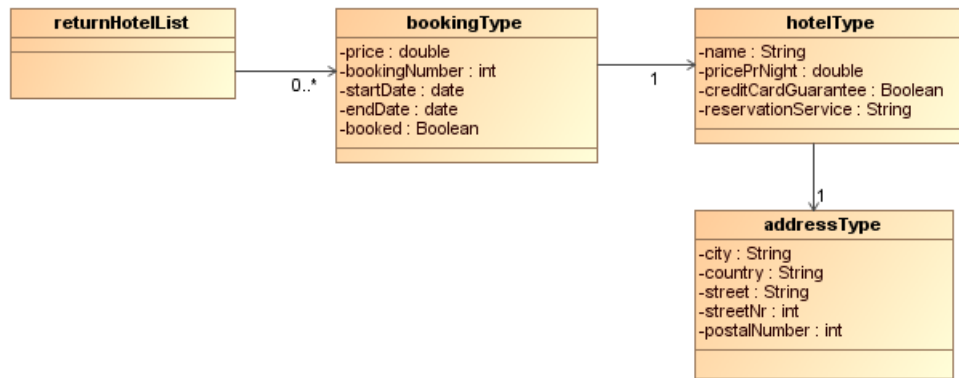 returnHotelList
0..*
bookingType
-price : double
-bookingNumber : int
-startDate : date
-endDate : date
-booked : Boolean
1
hotelType
-name : String
-pricePrNight : double
-creditCardGuarantee : Boolean
-reservationService : String
1
addressType
-city : String
-country : String
-street : String
-streetNr : int
-postalNumber : int